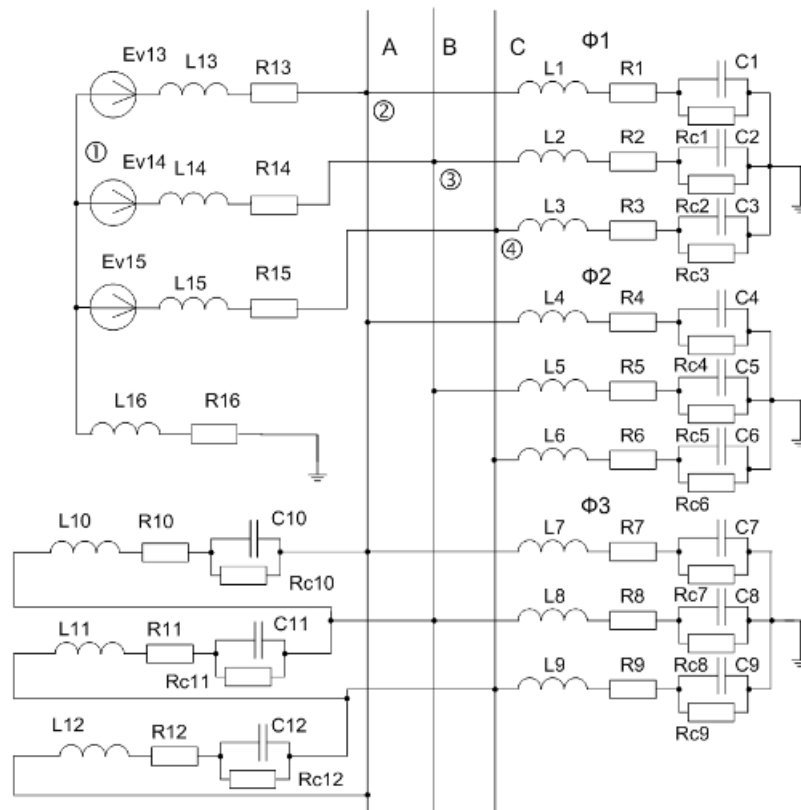 A B C Ф1
Ev13 L13 R13 L1 R1 C1
②
① Ev14 L14 R14 L2 R2 Rc1 C2
③
Ev15 L15 R15 L3 R3 Rc2 C3
④
Rc3
Ф2
L4 R4 C4
L5 R5 Rc4 C5
L16 R16 L6 R6 Rc5 C6
Rc6
Ф3
L10 R10 C10 L7 R7 C7
Rc10
L11 R11 C11 L8 R8 Rc7 C8
Rc11
L9 R9 Rc8 C9
L12 R12 C12
Rc9
Rc12